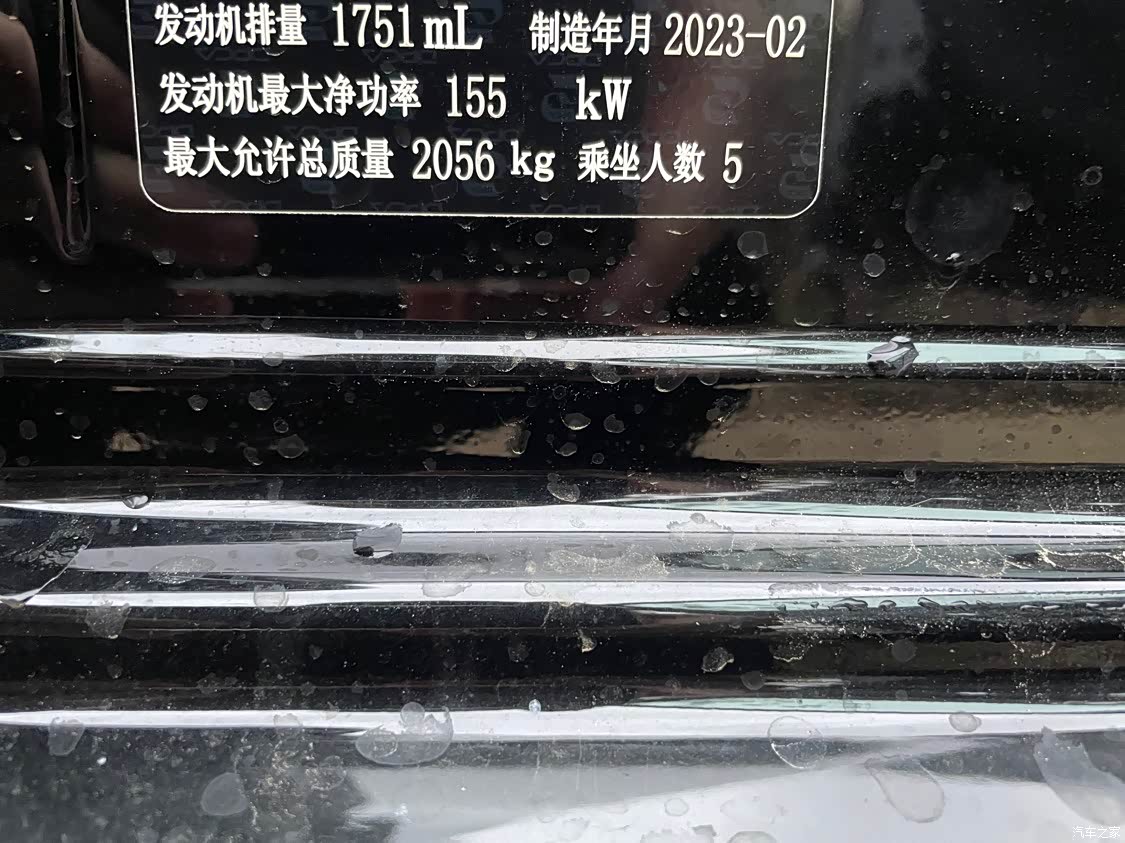 发动机排量 1751mL 制造年月 2023-02
发动机最大净功率 155 kW
最大允许总质量 2056 kg 乘坐人数 5
汽车之家